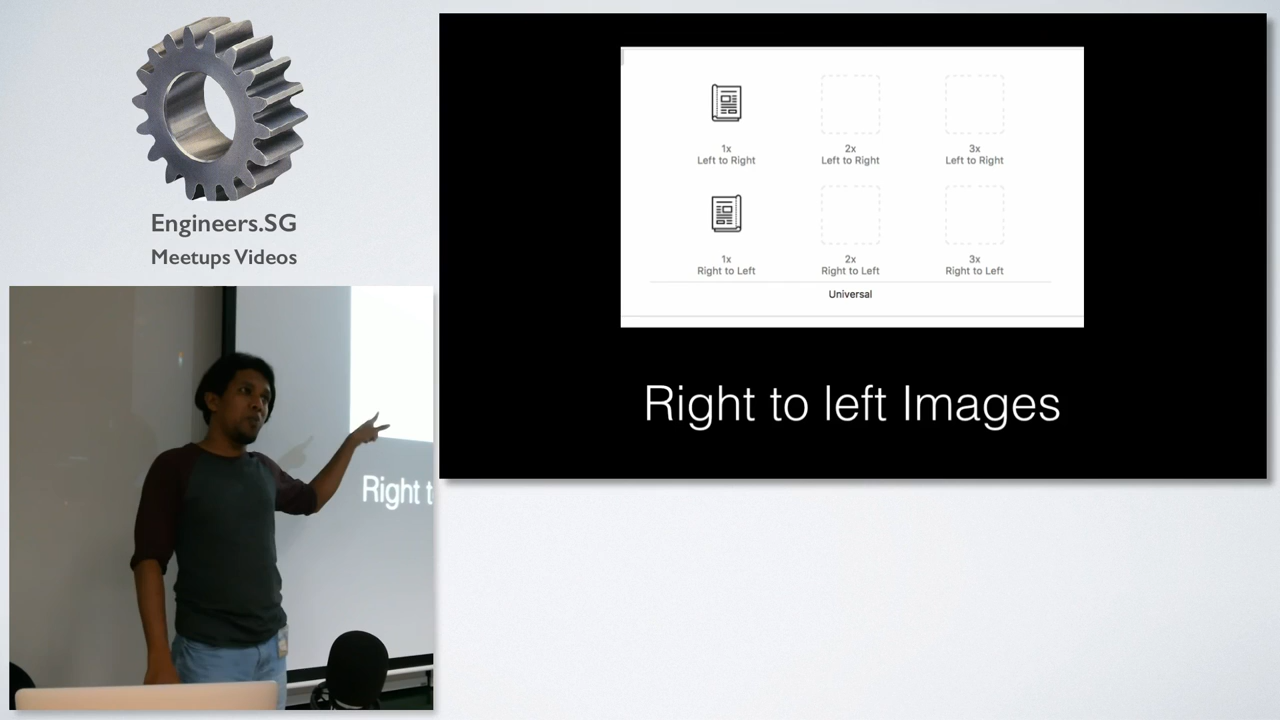 Engineers.SG
Meetups Videos
1x
Left to Right
2x
Left to Right
3x
Left to Right
1x
Right to Left
2x
Right to Left
3x
Right to Left
Universal
Right to left Images
Right t